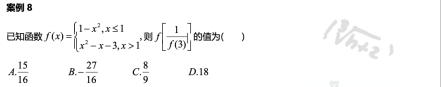 案例 8
已知函数 f(x)={1-x²,x≤1
x²-x-3,x>1 ,则 f[1/f(3)]的值为( )
A.15/16 B.-27/16 C.8/9 D.18